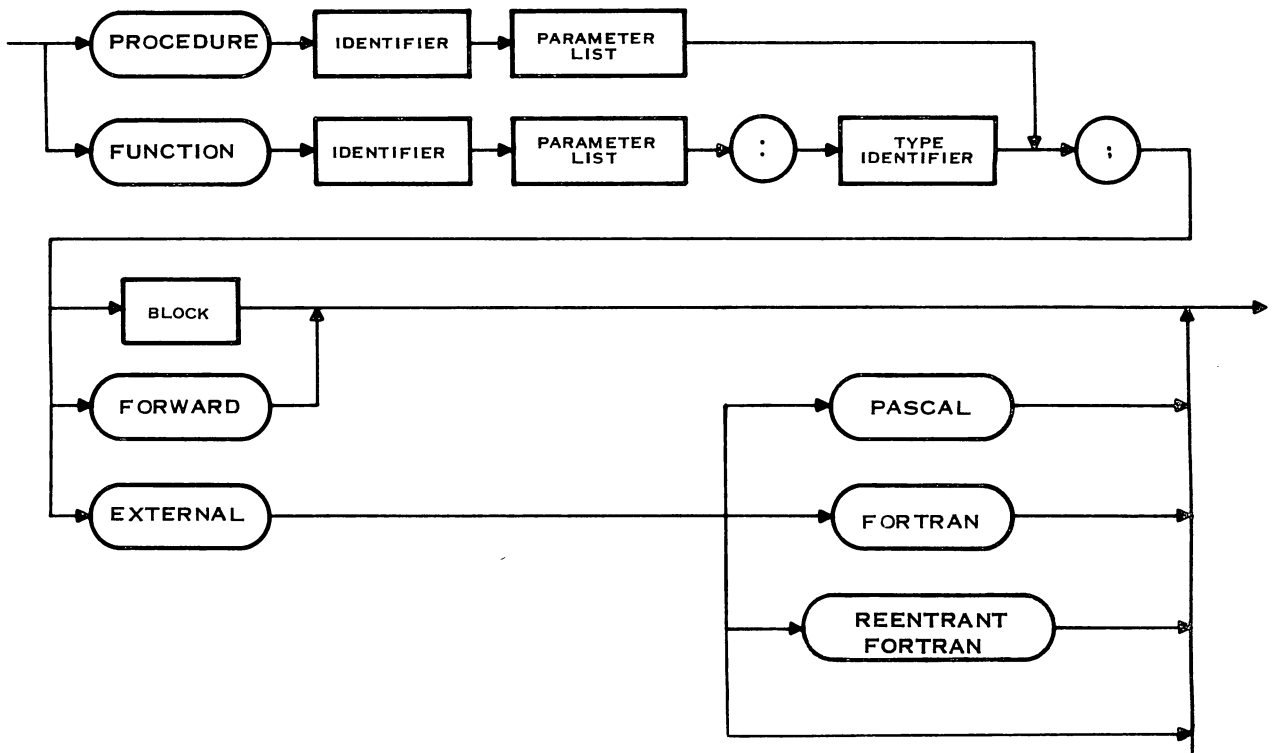 PROCEDURE
IDENTIFIER
PARAMETER
LIST
FUNCTION
IDENTIFIER
PARAMETER
LIST
:
TYPE
IDENTIFIER
;
BLOCK
FORWARD
PASCAL
EXTERNAL
FORTRAN
REENTRANT
FORTRAN